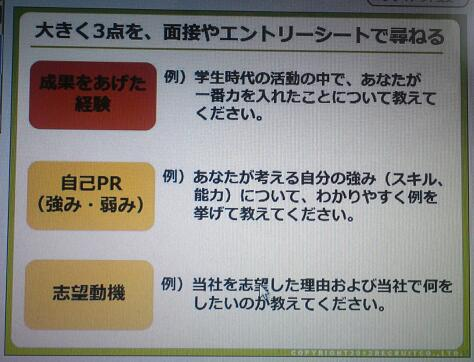 大きく3点を、面接やエントリーシートで尋ねる
成果をあげた
経験
例）学生時代の活動の中で、あなたが
一番力を入れたことについて教えて
ください。
自己PR
（強み・弱み）
例）あなたが考える自分の強み（スキル、
能力）について、わかりやすく例を
挙げて教えてください。
志望動機
例）当社を志望した理由および当社で何を
したいのか教えてください。